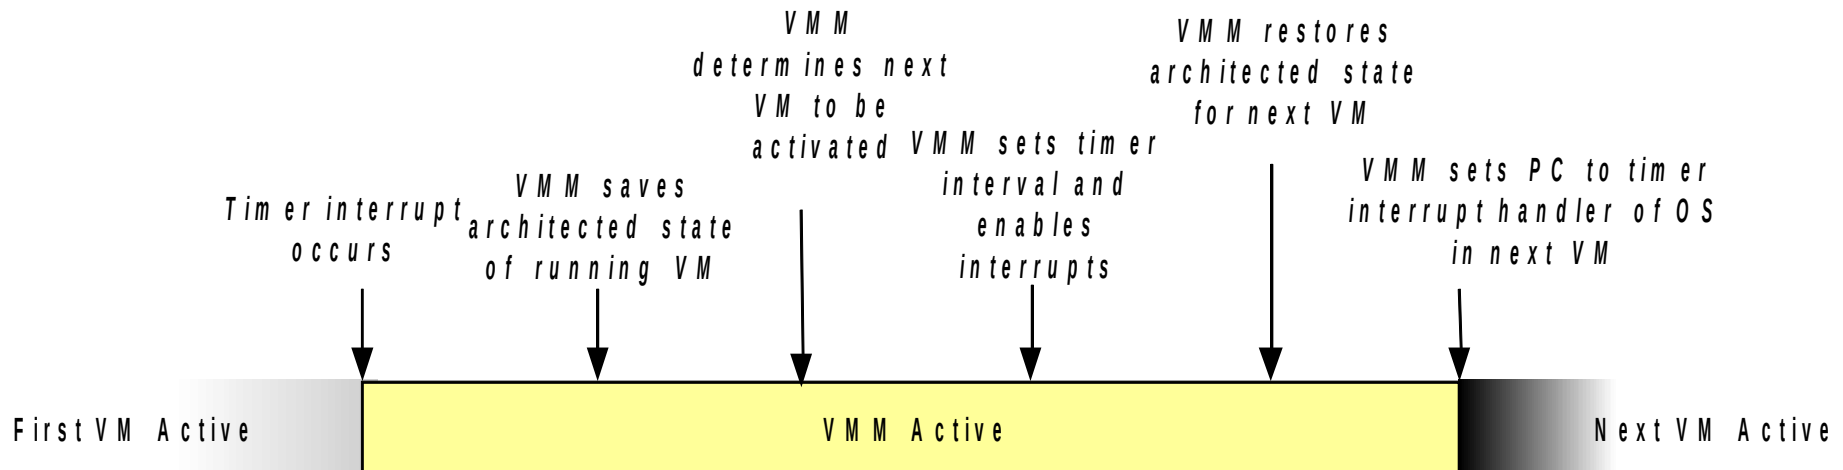 Timer interrupt
occurs
VMM saves
architected state
of running VM
VMM
determines next
VM to be
activated
VMM sets timer
interval and
enables
interrupts
VMM restores
architected state
for next VM
VMM sets PC to timer
interrupt handler of OS
in next VM
First VM Active
VMM Active
Next VM Active